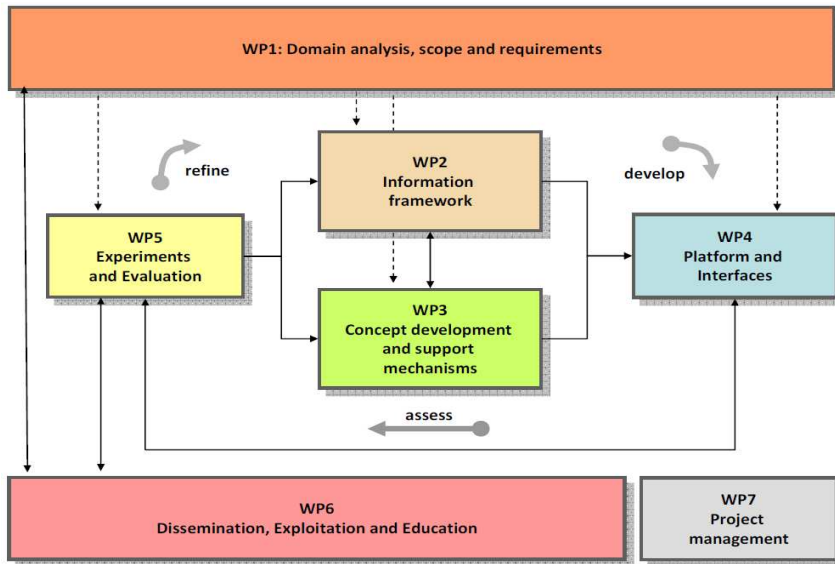 WP1: Domain analysis, scope and requirements
refine
WP2
Information
framework
develop
WP5
Experiments
and Evaluation
WP4
Platform and
Interfaces
WP3
Concept development
and support
mechanisms
assess
WP6
Dissemination, Exploitation and Education
WP7
Project
management